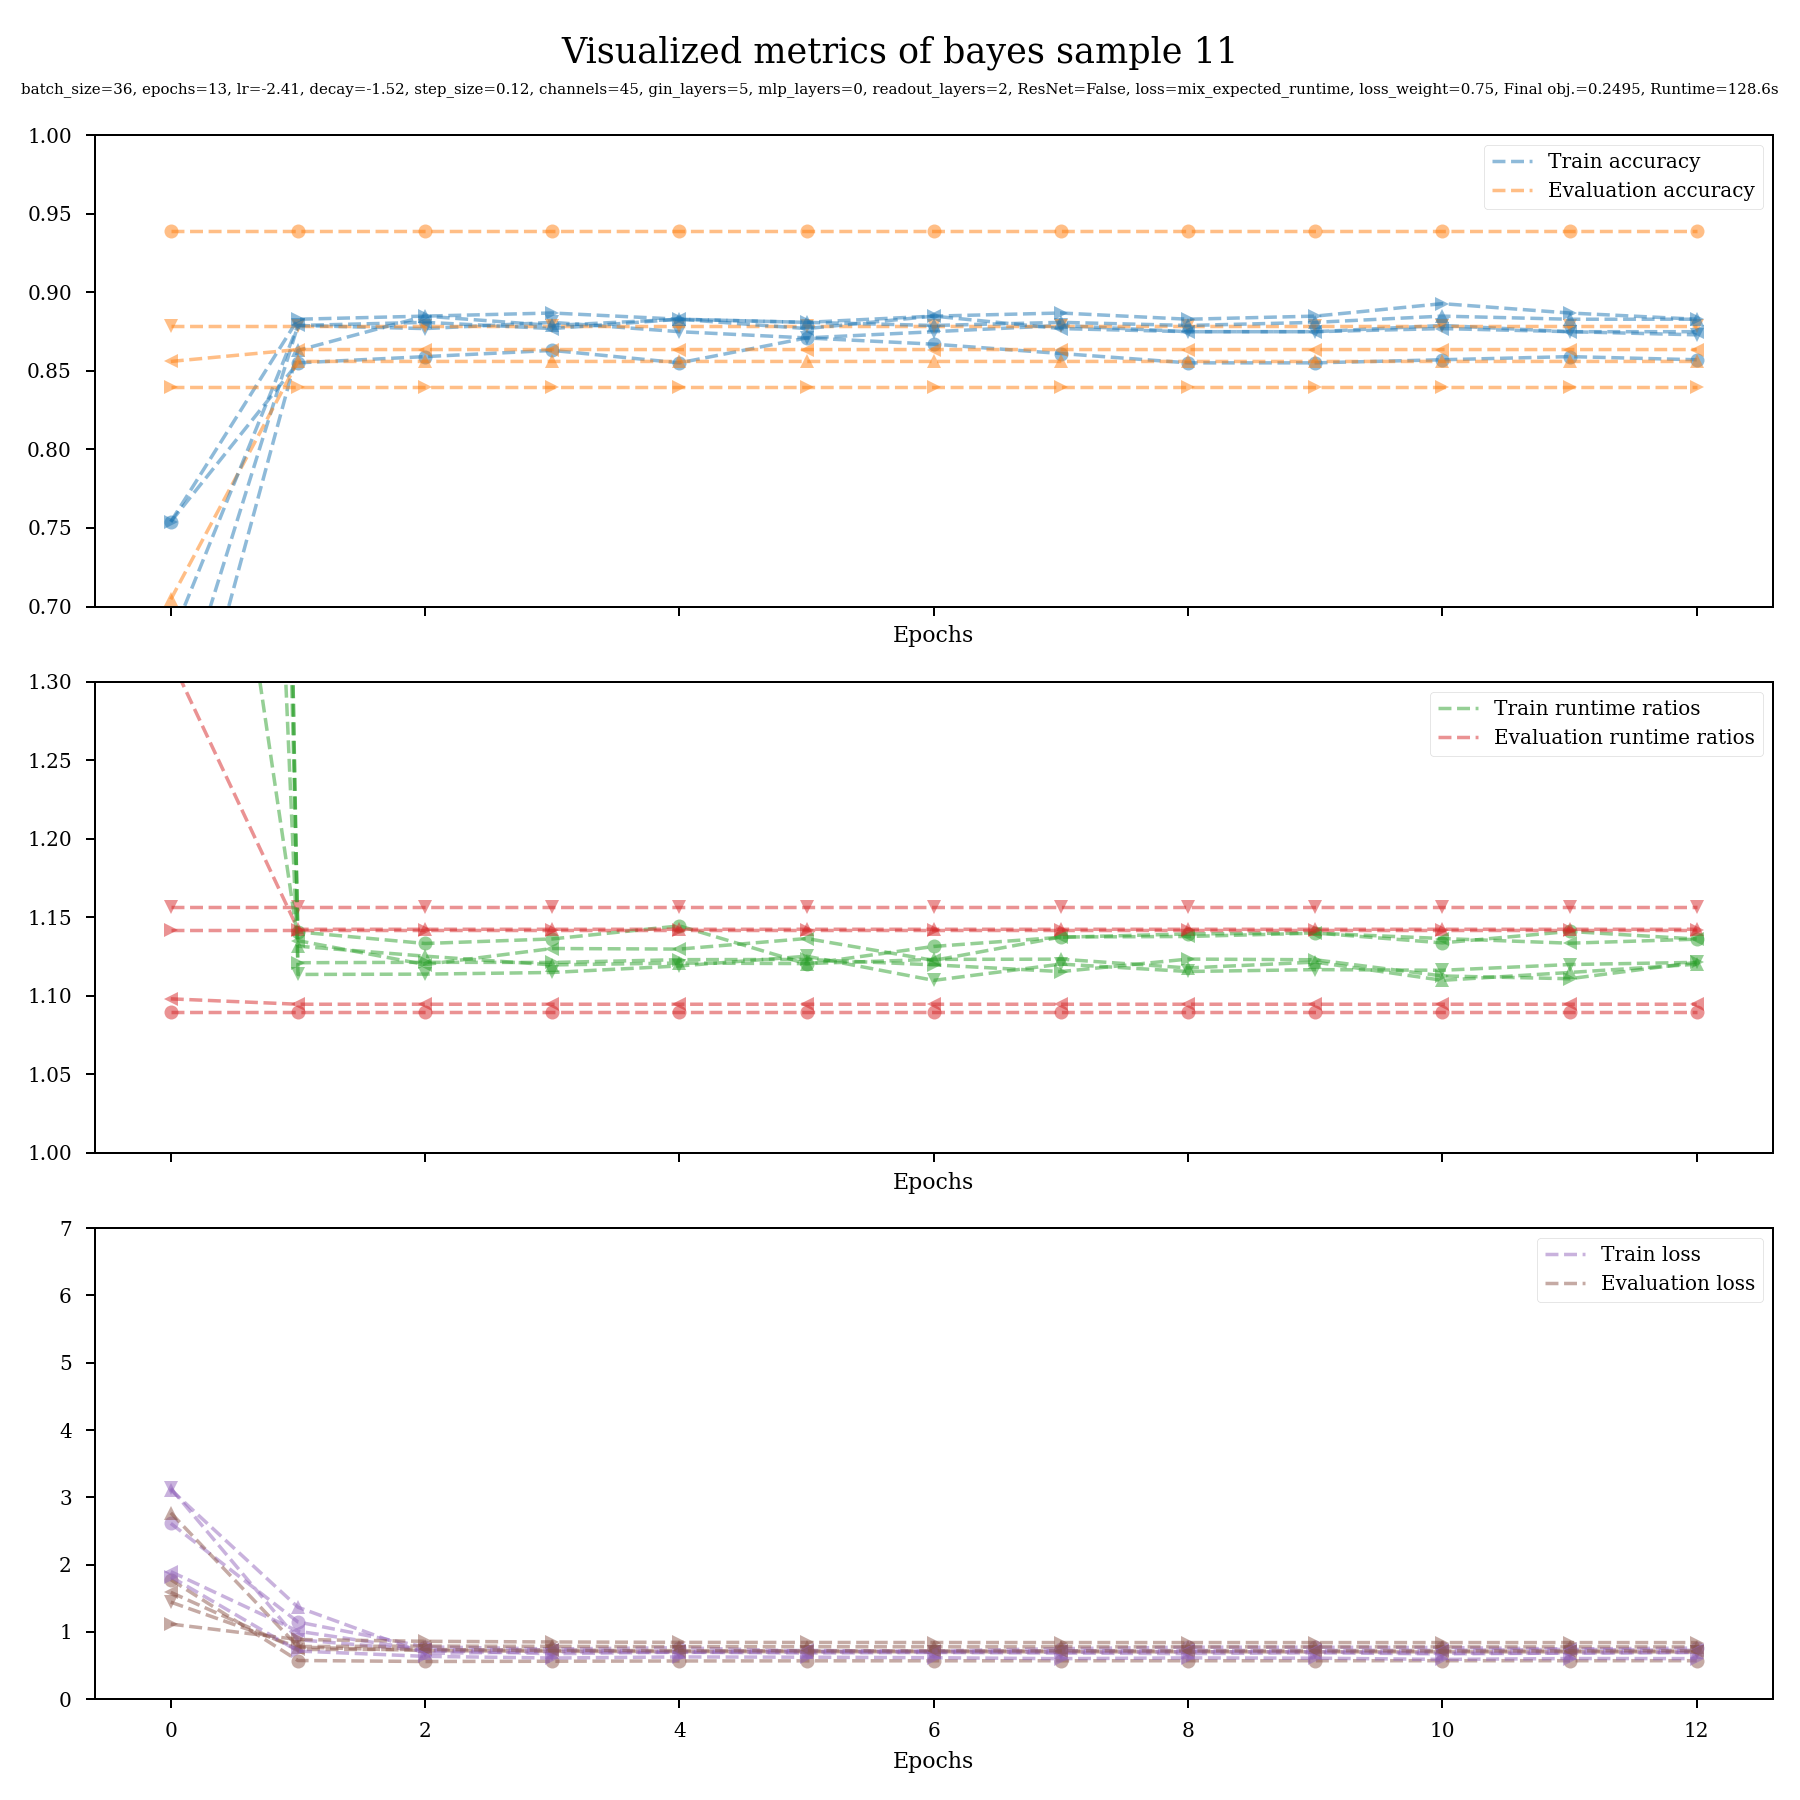 Visualized metrics of bayes sample 11
batch_size=36, epochs=13, lr=-2.41, decay=-1.52, step_size=0.12, channels=45, gin_layers=5, mlp_layers=0, readout_layers=2, ResNet=False, loss=mix_expected_runtime, loss_weight=0.75, Final obj.=0.2495, Runtime=128.6s
1.00
0.95
0.90
0.85
0.80
0.75
0.70
Train accuracy
Evaluation accuracy
Epochs
1.30
1.25
1.20
1.15
1.10
1.05
1.00
Train runtime ratios
Evaluation runtime ratios
Epochs
7
6
5
4
3
2
1
0
Train loss
Evaluation loss
0 2 4 6 8 10 12
Epochs